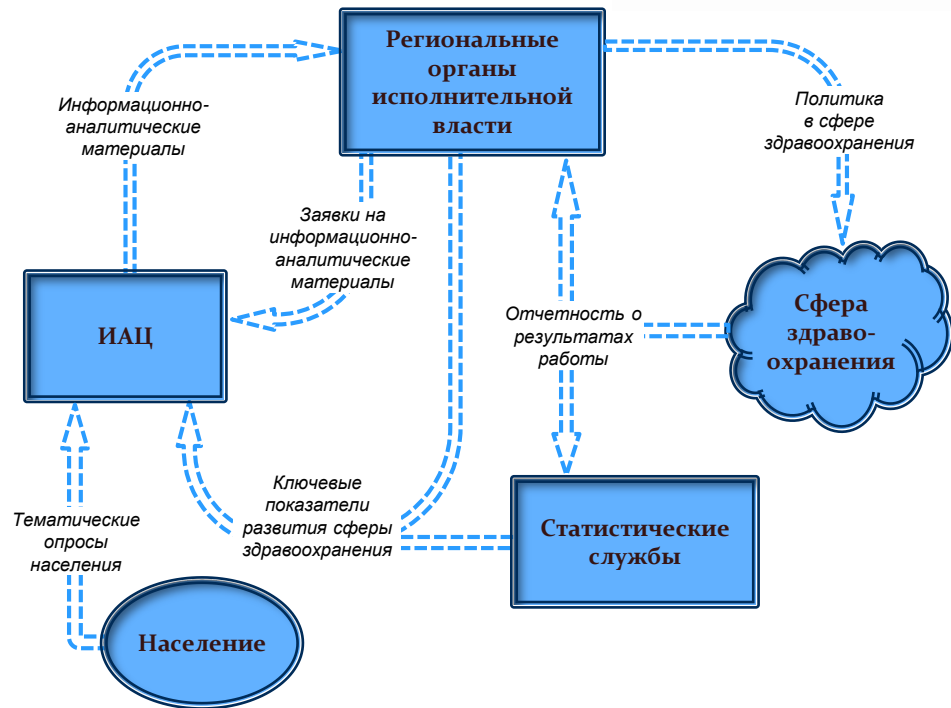 Региональные
органы
исполнительной
власти
Информационно-
аналитические
материалы
Политика
в сфере
здравоохранения
Заявки на
информационно-
аналитические
материалы
ИАЦ
Отчетность о
результатах
работы
Сфера
здраво-
охранения
Ключевые
показатели
развития сферы
здравоохранения
Тематические
опросы
населения
Статистические
службы
Население